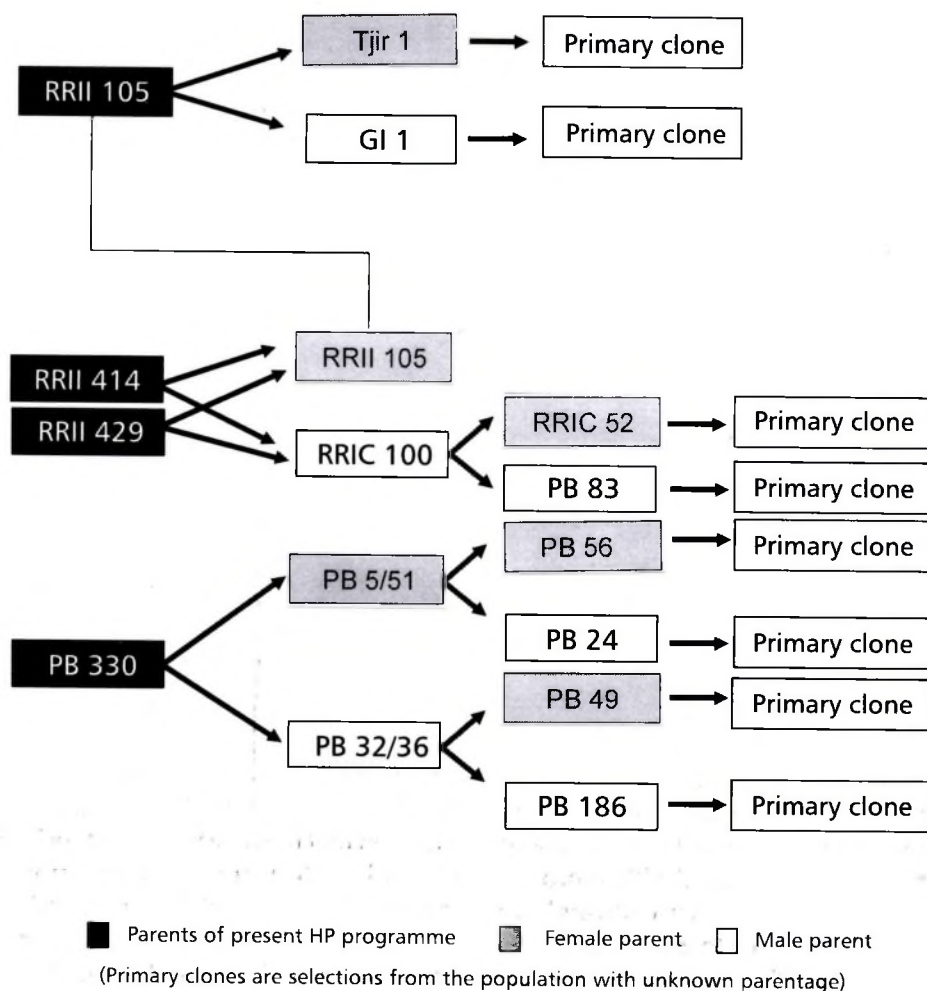 Tjir 1
Primary clone
RRII 105
GI 1
Primary clone
RRII 414
RRII 429
RRII 105
RRIC 100
RRIC 52
Primary clone
PB 83
Primary clone
PB 330
PB 5/51
PB 56
Primary clone
PB 24
Primary clone
PB 32/36
PB 49
Primary clone
PB 186
Primary clone
Parents of present HP programme Female parent Male parent
(Primary clones are selections from the population with unknown parentage)